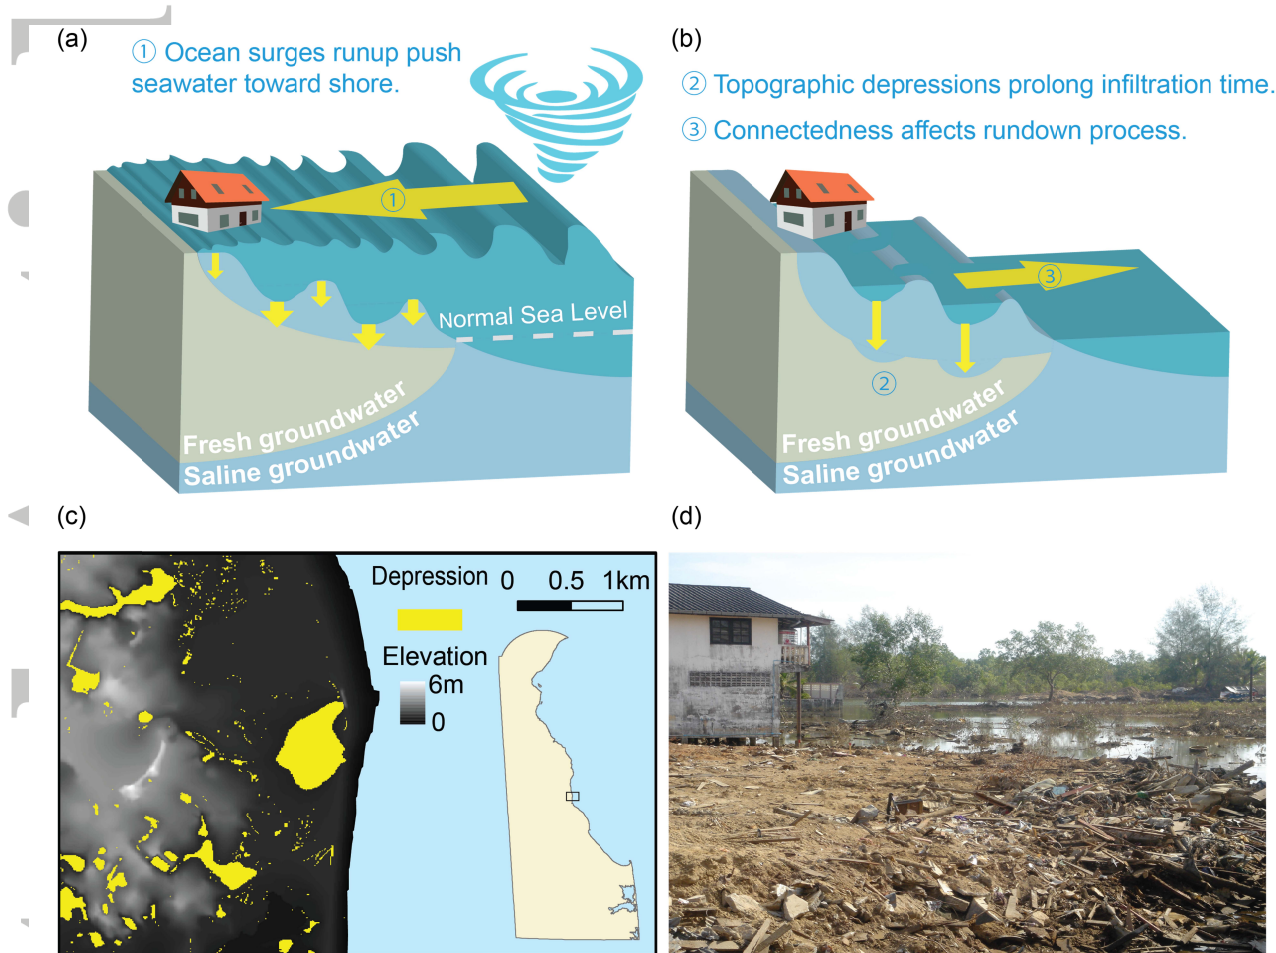 (a)
① Ocean surges runup push
seawater toward shore.
①
Normal Sea Level
Fresh groundwater
Saline groundwater
(b)
② Topographic depressions prolong infiltration time.
③ Connectedness affects rundown process.
③
②
Fresh groundwater
Saline groundwater
(c)
Depression
0 0.5 1km
Elevation
6m
0
(d)